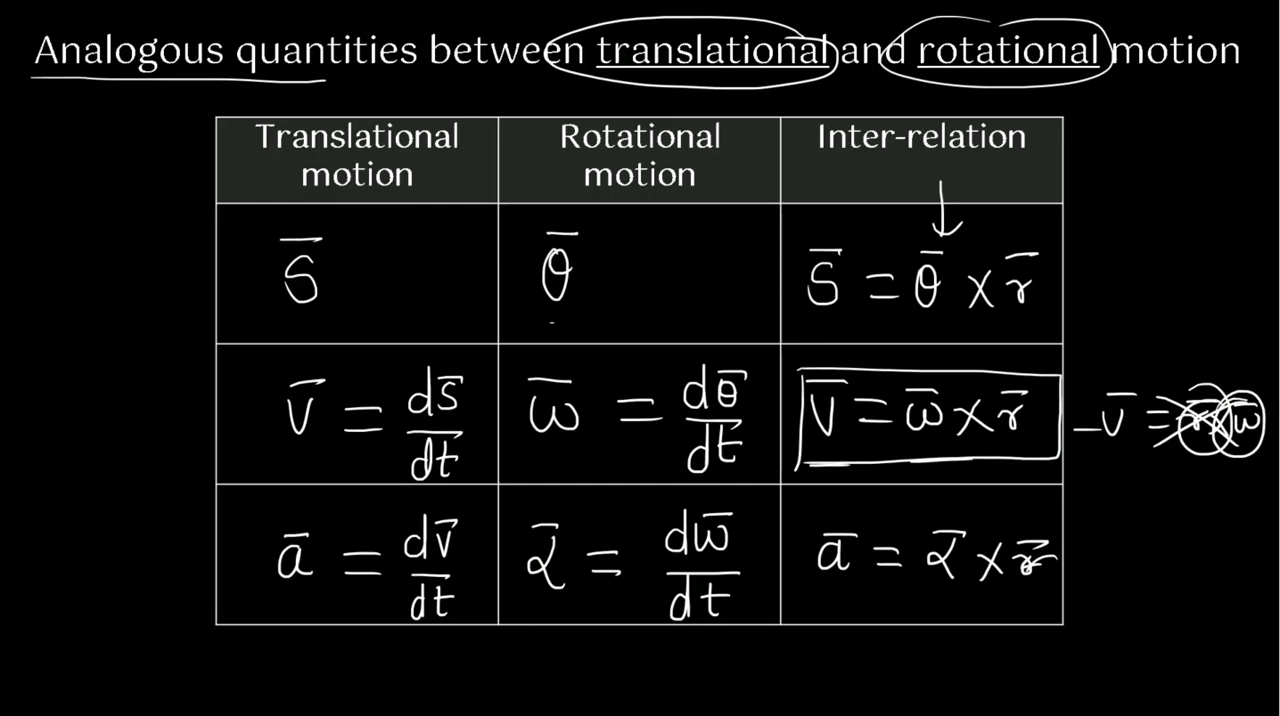 Analogous quantities between translational and rotational motion
Translational motion
Rotational motion
Inter-relation
S̅
θ̅
S̅ = θ̅ × r̅
v̅ = ds̅/dt
ω̅ = dθ̅/dt
V̅ = ω̅ × r̅
v̅ = r̅ × ω̅
a̅ = dv̅/dt
α̅ = dω̅/dt
a̅ = α̅ × r̅